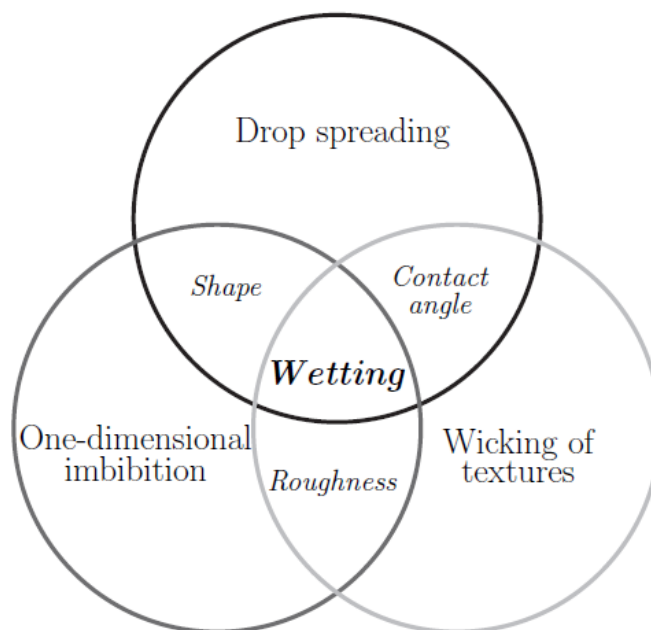 Drop spreading
Shape
Contact
angle
Wetting
One-dimensional
imbibition
Roughness
Wicking of
textures